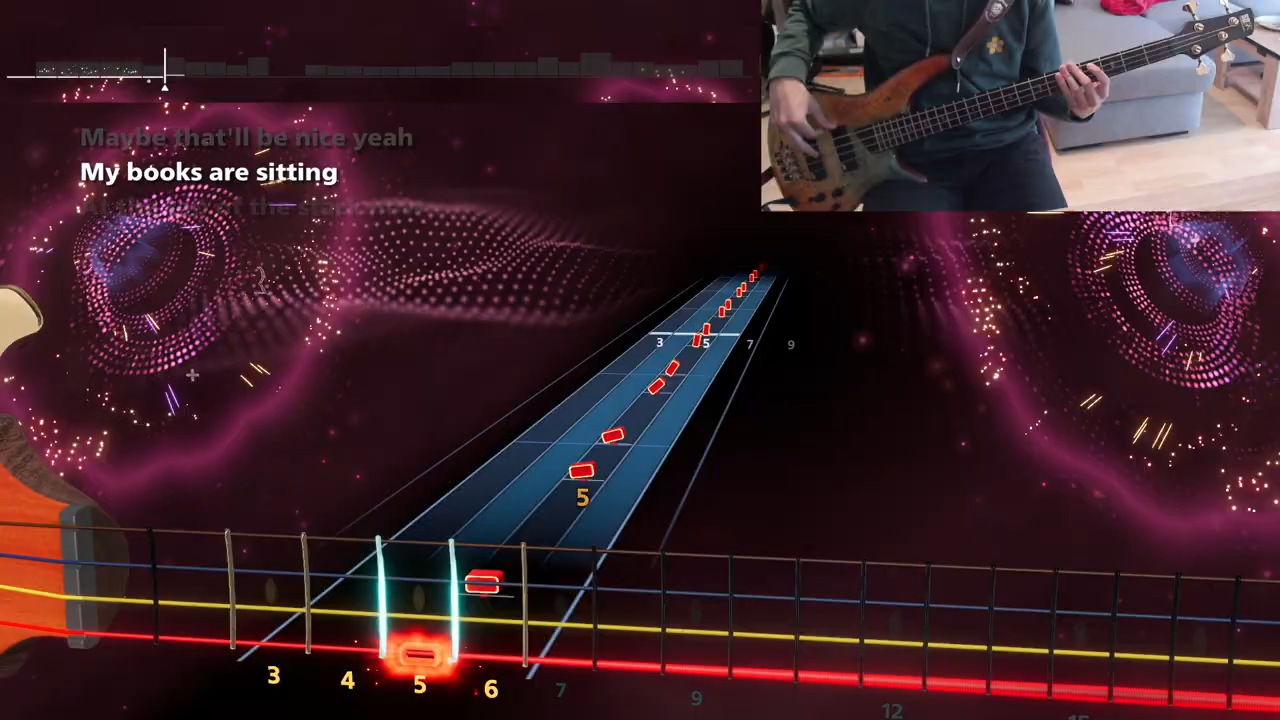 Maybe that'll be nice yeah
My books are sitting
3 5 7 9
5
3 4 5 6 7 9 12